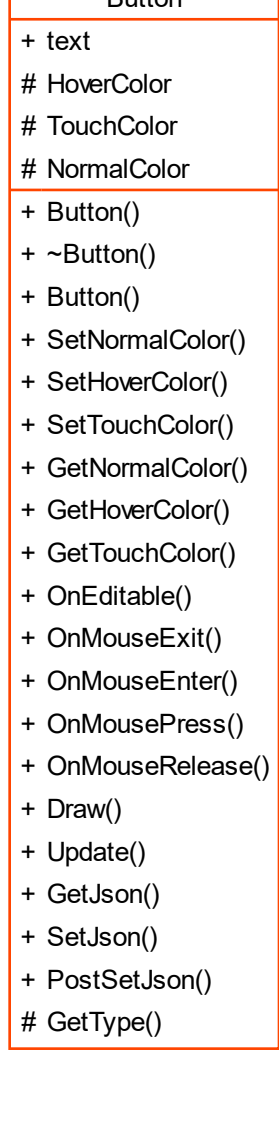 Button
+ text
# HoverColor
# TouchColor
# NormalColor
+ Button()
+ ~Button()
+ Button()
+ SetNormalColor()
+ SetHoverColor()
+ SetTouchColor()
+ GetNormalColor()
+ GetHoverColor()
+ GetTouchColor()
+ OnEditable()
+ OnMouseExit()
+ OnMouseEnter()
+ OnMousePress()
+ OnMouseRelease()
+ Draw()
+ Update()
+ GetJson()
+ SetJson()
+ PostSetJson()
# GetType()